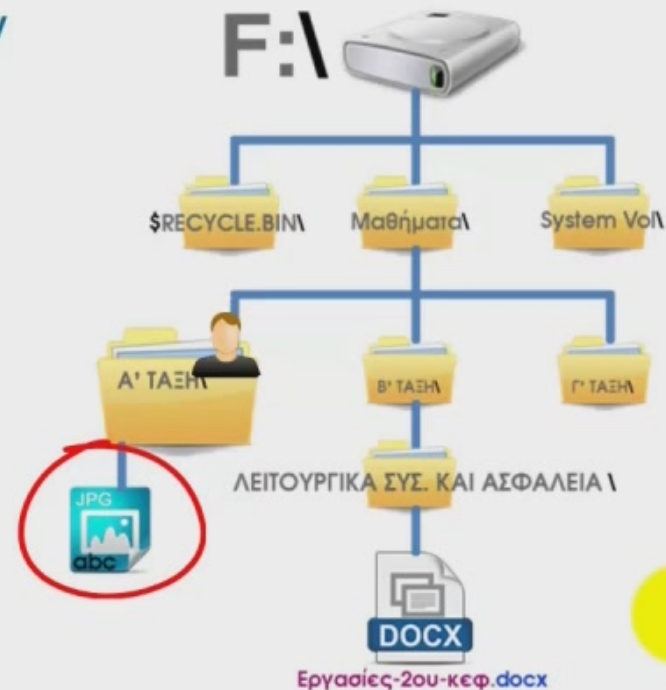 F:\
$RECYCLE.BIN\
Μαθήματα\
System Vol\
Α' ΤΑΞΗ\
Β' ΤΑΞΗ\
Γ' ΤΑΞΗ\
ΛΕΙΤΟΥΡΓΙΚΑ ΣΥΣ. ΚΑΙ ΑΣΦΑΛΕΙΑ \
JPG
abc
DOCX
Εργασίες-2ου-κεφ.docx